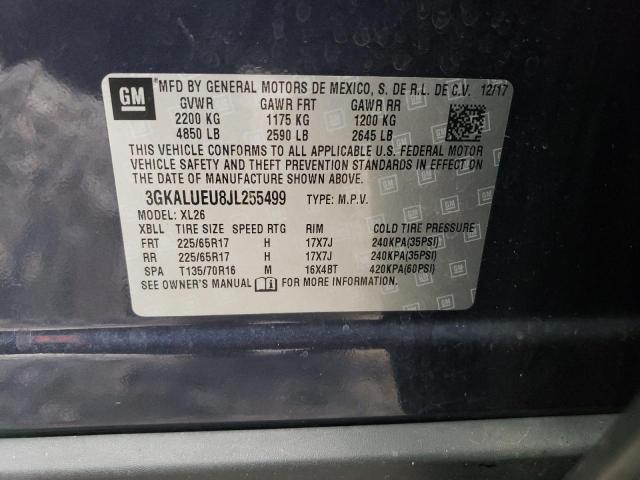 GM
MFD BY GENERAL MOTORS DE MEXICO, S. DE R.L. DE C.V. 12/17
GVWR GAWR FRT GAWR RR
2200 KG 1175 KG 1200 KG
4850 LB 2590 LB 2645 LB
THIS VEHICLE CONFORMS TO ALL APPLICABLE U.S. FEDERAL MOTOR
VEHICLE SAFETY AND THEFT PREVENTION STANDARDS IN EFFECT ON
THE DATE OF MANUFACTURE SHOWN ABOVE.
3GKALUEU8JL255499 TYPE: M.P.V.
MODEL: XL26
XBLL TIRE SIZE SPEED RTG RIM COLD TIRE PRESSURE
FRT 225/65R17 H 17X7J 240KPA(35PSI)
RR 225/65R17 H 17X7J 240KPA(35PSI)
SPA T135/70R16 M 16X4BT 420KPA(60PSI)
SEE OWNER'S MANUAL FOR MORE INFORMATION.